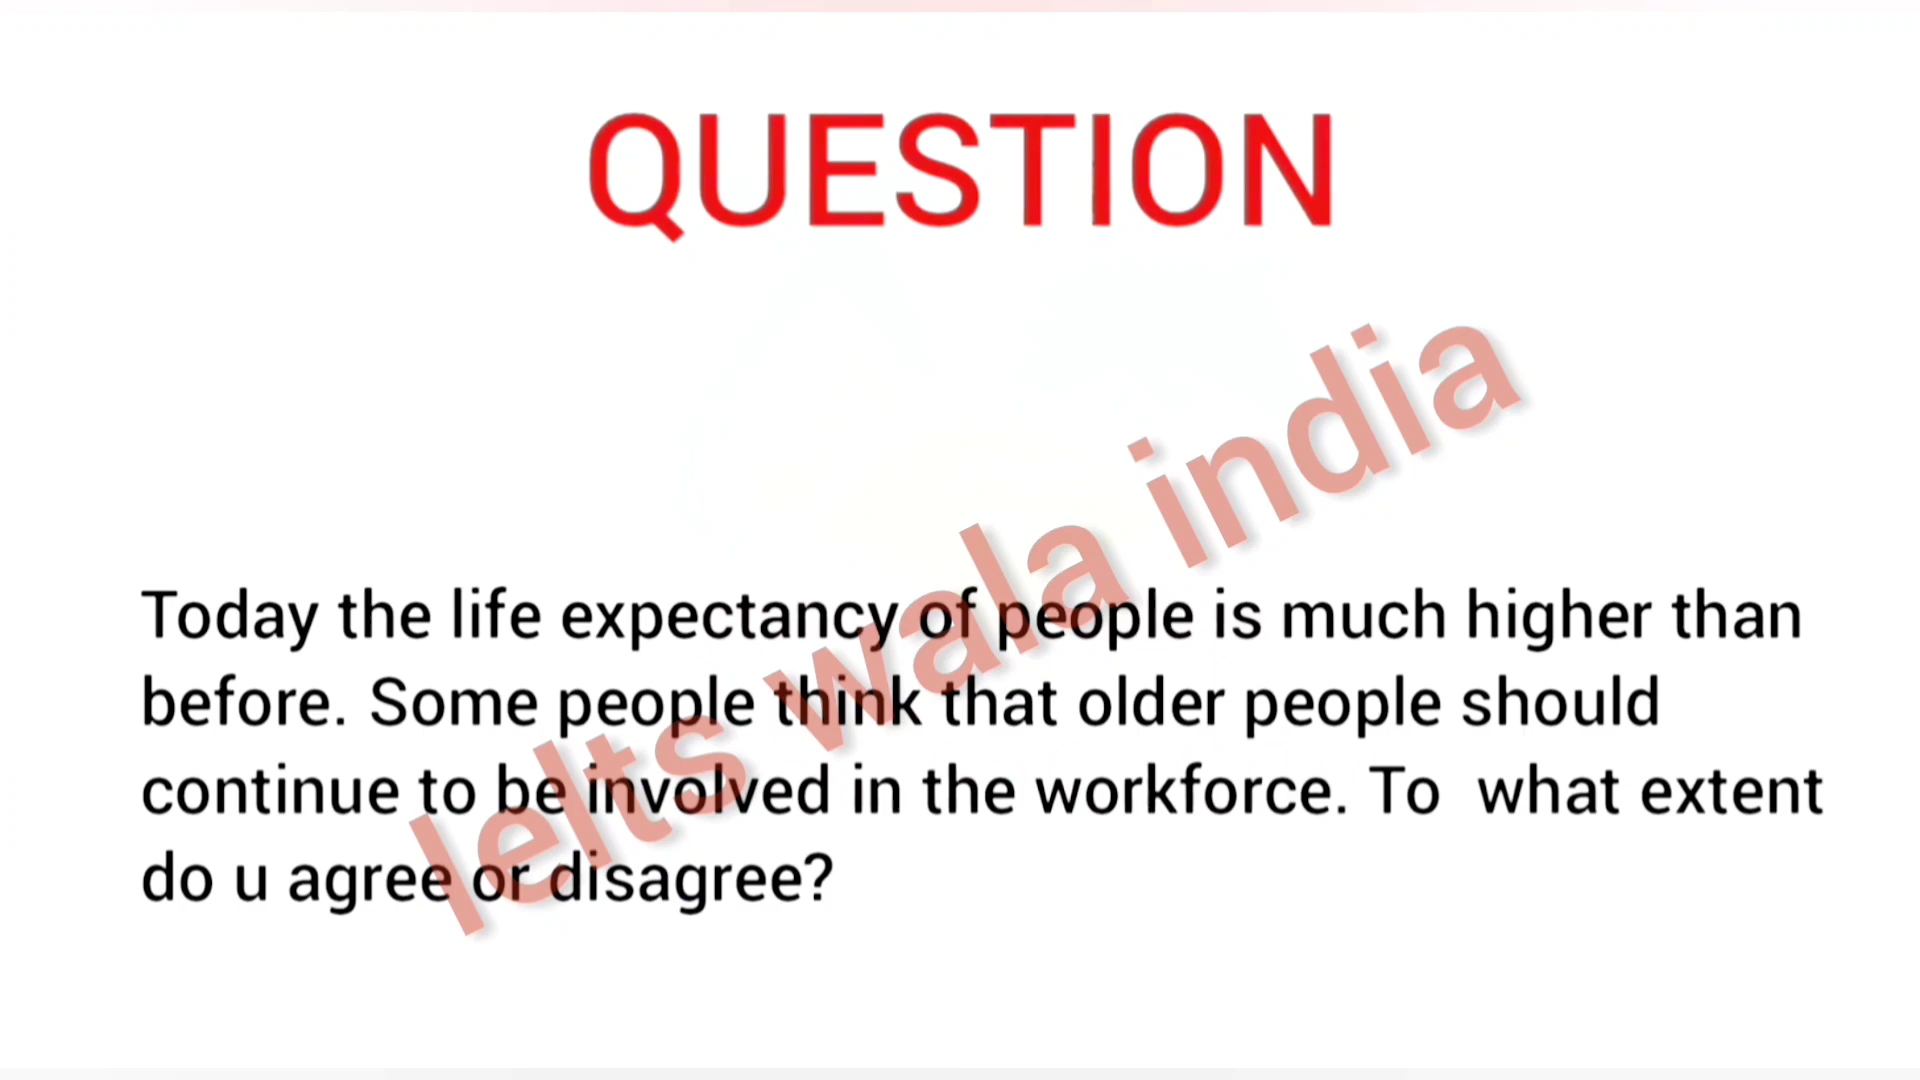 QUESTION
Ielts wala india
Today the life expectancy of people is much higher than
before. Some people think that older people should
continue to be involved in the workforce. To  what extent
do u agree or disagree?